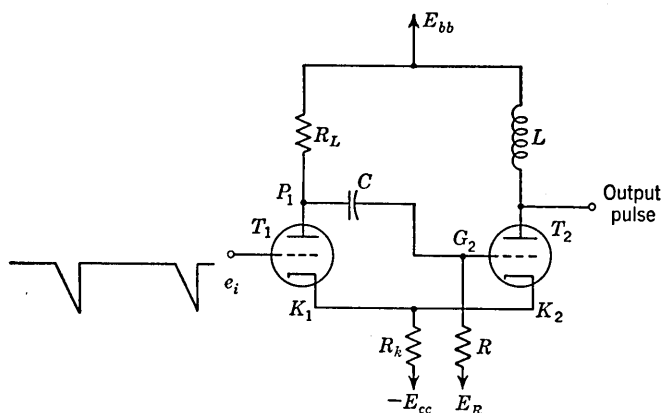 E_bb
R_L
L
P_1
C
Output
pulse
T_1
G_2
T_2
e_i
K_1
K_2
R_k
R
-E_cc
E_R